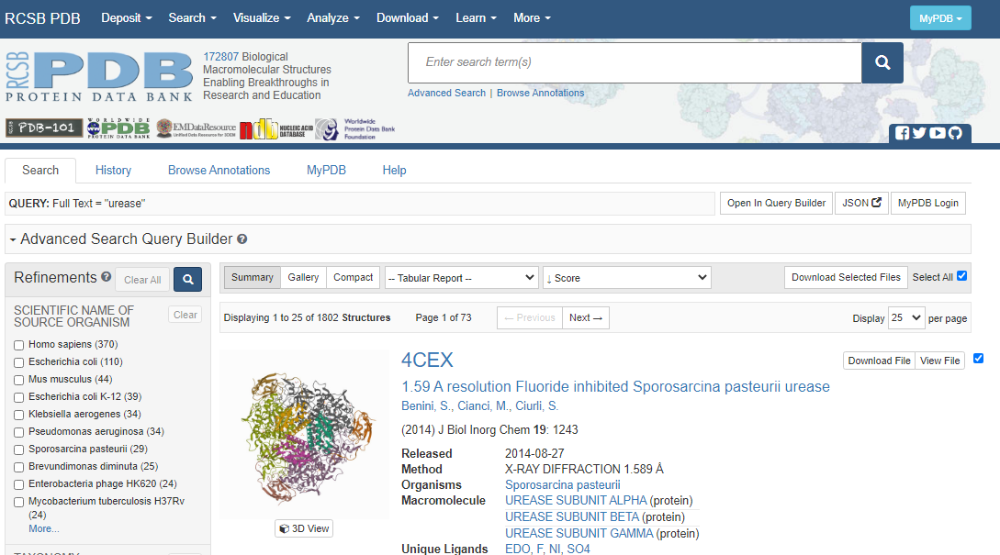 RCSB PDB Deposit Search Visualize Analyze Download Learn More MyPDB
RCSB PDB
PROTEIN DATA BANK
172807 Biological
Macromolecular Structures
Enabling Breakthroughs in
Research and Education
Enter search term(s)
Advanced Search | Browse Annotations
PDB-101
WORLDWIDE PDB PROTEIN DATA BANK
EMDataResource
Unified Data Resource for 3DEM
ndb NUCLEIC ACID DATABASE
Worldwide Protein Data Bank Foundation
Search History Browse Annotations MyPDB Help
QUERY: Full Text = "urease" Open In Query Builder JSON MyPDB Login
Advanced Search Query Builder ?
Refinements ? Clear All
Summary Gallery Compact -- Tabular Report -- ↓ Score Download Selected Files Select All
SCIENTIFIC NAME OF
SOURCE ORGANISM
Clear
Homo sapiens (370)
Escherichia coli (110)
Mus musculus (44)
Escherichia coli K-12 (39)
Klebsiella aerogenes (34)
Pseudomonas aeruginosa (34)
Sporosarcina pasteurii (29)
Brevundimonas diminuta (25)
Enterobacteria phage HK620 (24)
Mycobacterium tuberculosis H37Rv
(24)
More...
TAXONOMY
Displaying 1 to 25 of 1802 Structures Page 1 of 73 ← Previous Next → Display 25 per page
4CEX
Download File View File
1.59 A resolution Fluoride inhibited Sporosarcina pasteurii urease
Benini, S., Cianci, M., Ciurli, S.
(2014) J Biol Inorg Chem 19: 1243
Released 2014-08-27
Method X-RAY DIFFRACTION 1.589 Å
Organisms Sporosarcina pasteurii
Macromolecule UREASE SUBUNIT ALPHA (protein)
UREASE SUBUNIT BETA (protein)
UREASE SUBUNIT GAMMA (protein)
Unique Ligands EDO, F, NI, SO4
3D View